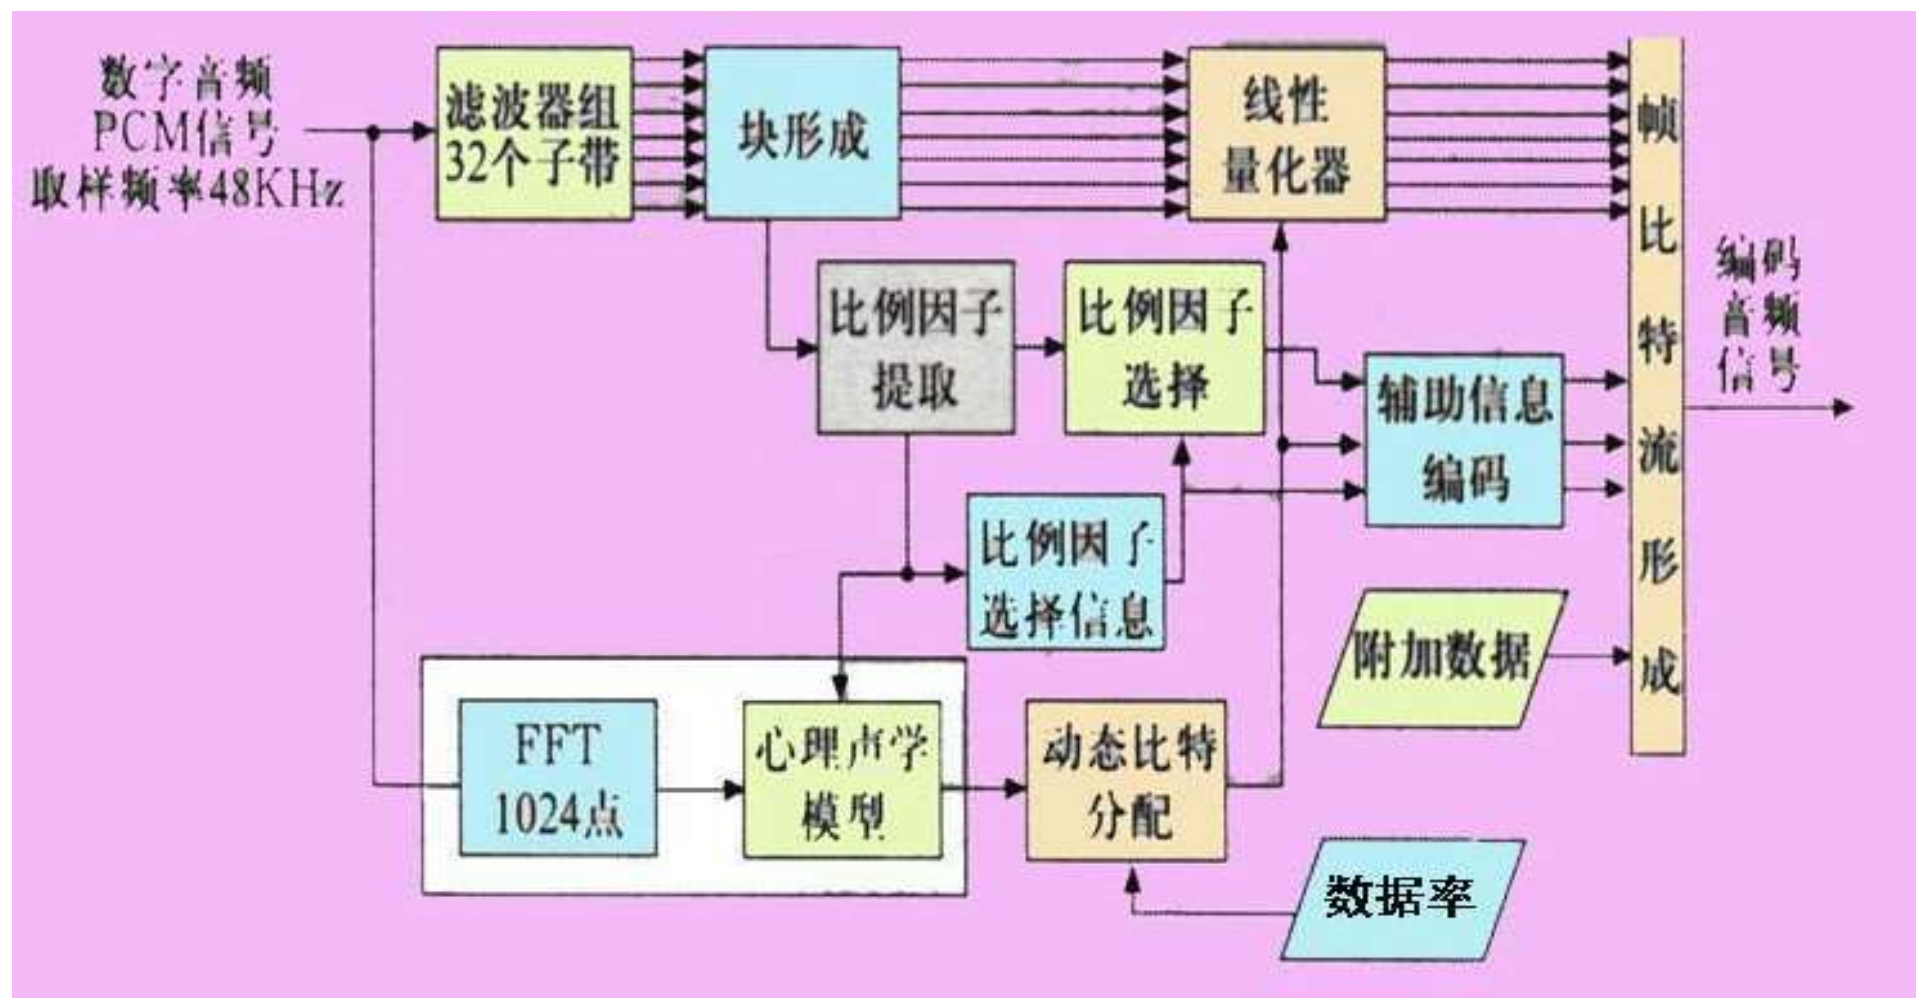 数字音频
PCM信号
取样频率48KHz
滤波器组
32个子带
块形成
线性
量化器
帧比特流形成
比例因子
提取
比例因子
选择
编码
音频
信号
辅助信息
编码
比例因子
选择信息
附加数据
FFT
1024点
心理声学
模型
动态比特
分配
数据率